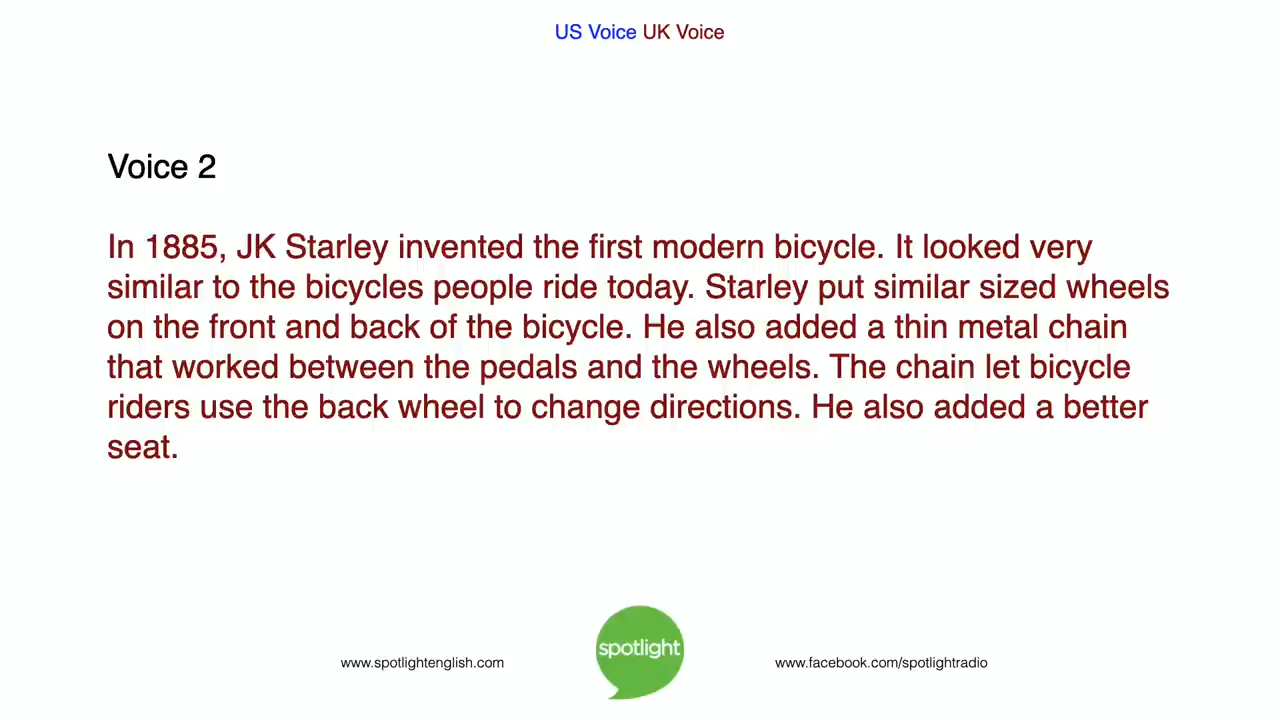 US Voice UK Voice
Voice 2
In 1885, JK Starley invented the first modern bicycle. It looked very
similar to the bicycles people ride today. Starley put similar sized wheels
on the front and back of the bicycle. He also added a thin metal chain
that worked between the pedals and the wheels. The chain let bicycle
riders use the back wheel to change directions. He also added a better
seat.
spotlight
www.spotlightenglish.com
www.facebook.com/spotlightradio